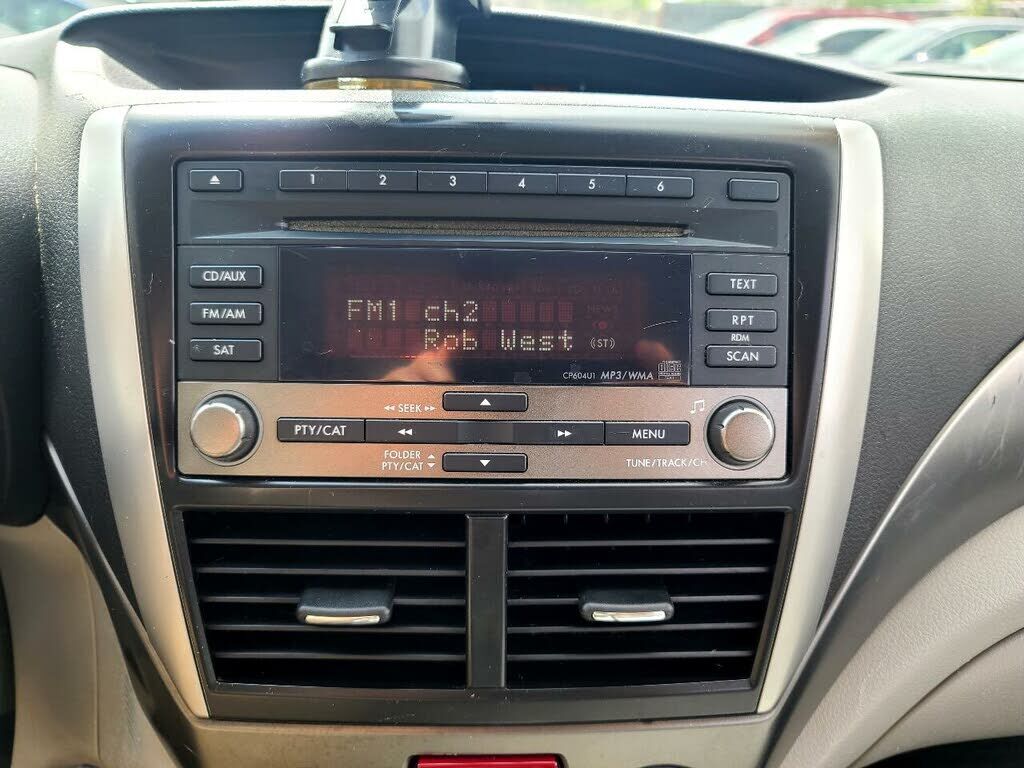 1 2 3 4 5 6
CD/AUX
FM/AM
SAT
FM1 ch2
Rob West
(ST)
CP604U1 MP3/WMA
TEXT
RPT
RDM
SCAN
SEEK
PTY/CAT
MENU
FOLDER
PTY/CAT
TUNE/TRACK/CH